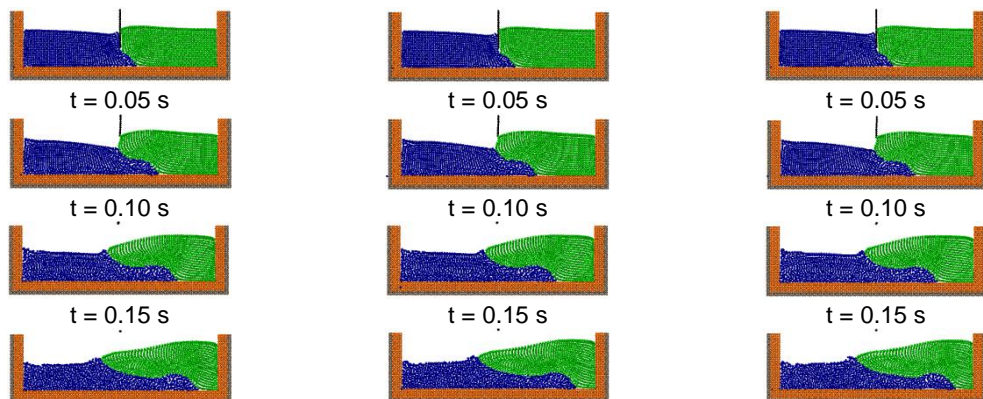 t = 0.05 s t = 0.05 s t = 0.05 s
t = 0.10 s t = 0.10 s t = 0.10 s
t = 0.15 s t = 0.15 s t = 0.15 s